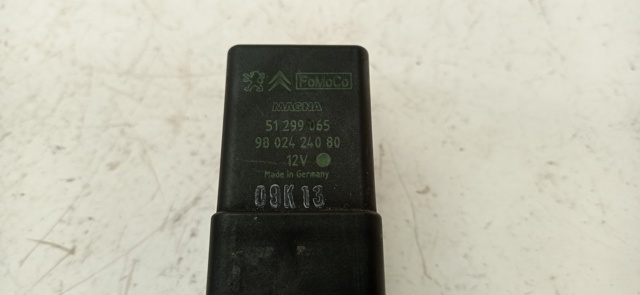 FoMoCo
MAGNA
51 299 065
98 024 240 80
12V
Made in Germany
09K13